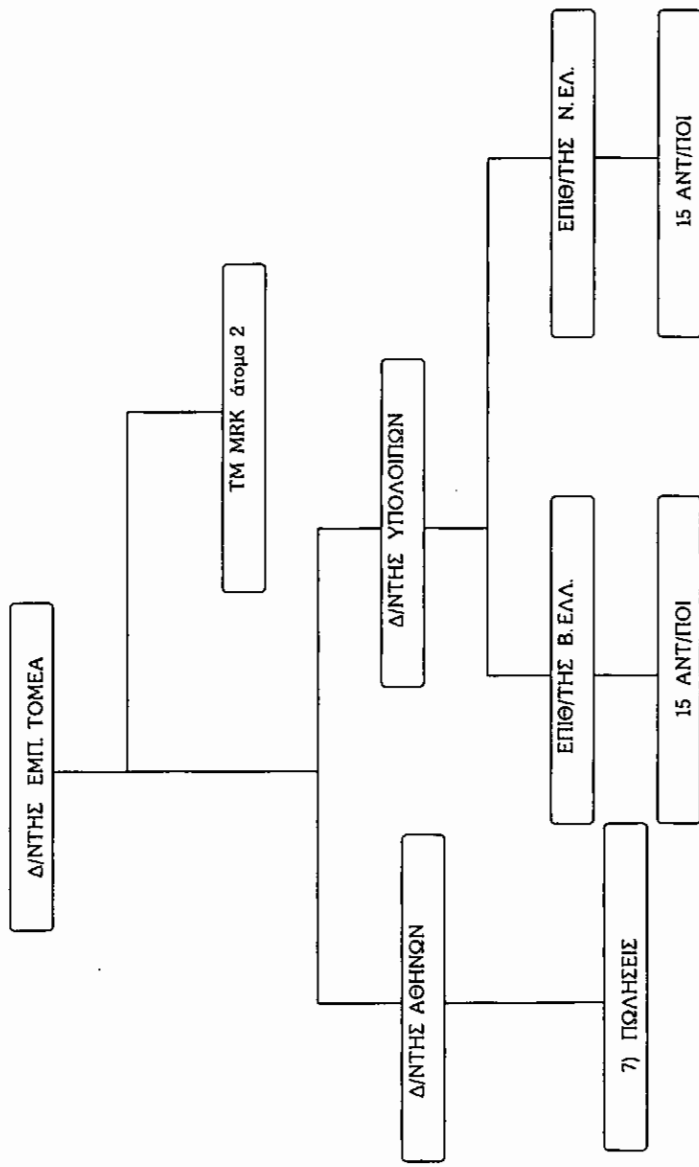 Δ/ΝΤΗΣ ΕΜΠ. ΤΟΜΕΑ
ΤΜ MRK άτομα 2
Δ/ΝΤΗΣ ΑΘΗΝΩΝ
Δ/ΝΤΗΣ ΥΠΟΛΟΙΠΩΝ
7) ΠΩΛΗΣΕΙΣ
ΕΠΙΘ/ΤΗΣ Β.ΕΛΛ.
ΕΠΙΘ/ΤΗΣ Ν.ΕΛ.
15 ΑΝΤ/ΠΟΙ
15 ΑΝΤ/ΠΟΙ